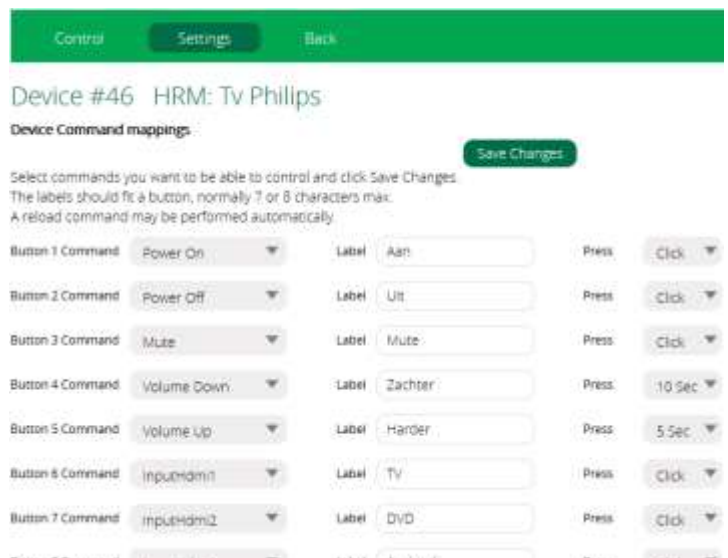 Control Settings Back
Device #46 HRM: Tv Philips
Device Command mappings
Save Changes
Select commands you want to be able to control and click Save Changes.
The labels should fit a button, normally 7 or 8 characters max.
A reload command may be performed automatically.
Button 1 Command Power On Label Aan Press Click
Button 2 Command Power Off Label Uit Press Click
Button 3 Command Mute Label Mute Press Click
Button 4 Command Volume Down Label Zachter Press 10 Sec
Button 5 Command Volume Up Label Harder Press 5 Sec
Button 6 Command InputHdmi1 Label TV Press Click
Button 7 Command InputHdmi2 Label DVD Press Click